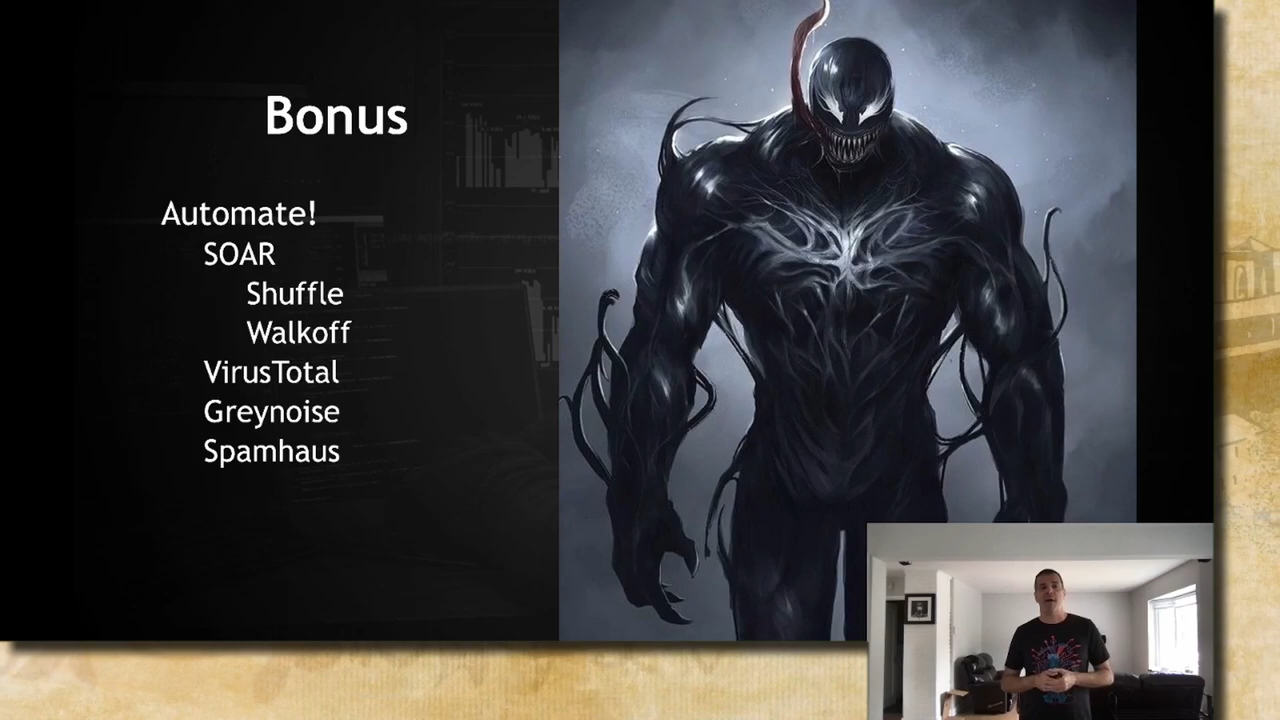 Bonus
Automate!
SOAR
Shuffle
Walkoff
VirusTotal
Greynoise
Spamhaus